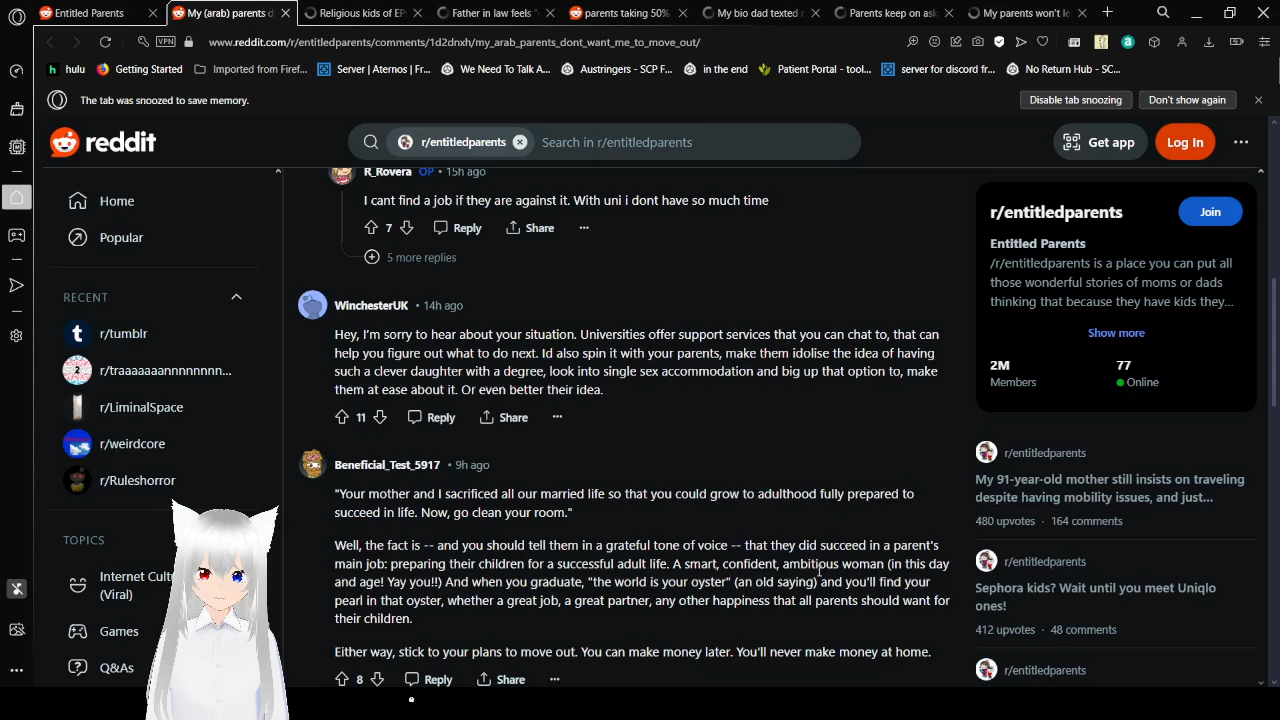 Entitled Parents
My (arab) parents d
Religious kids of EP
Father in law feels "
parents taking 50%
My bio dad texted m
Parents keep on ask
My parents won't le
VPN
www.reddit.com/r/entitledparents/comments/1d2dnxh/my_arab_parents_dont_want_me_to_move_out/
hulu
Getting Started
Imported from Firef...
Server | Aternos | Fr...
We Need To Talk A...
Austringers - SCP F...
in the end
Patient Portal - tool...
server for discord fr...
No Return Hub - SC...
The tab was snoozed to save memory.
Disable tab snoozing
Don't show again
reddit
r/entitledparents
Search in r/entitledparents
Get app
Log In
Home
Popular
RECENT
r/tumblr
r/traaaaaaannnnnnnn...
r/LiminalSpace
r/weirdcore
r/Ruleshorror
TOPICS
Internet Cult
(Viral)
Games
Q&As
R_Rovera OP • 15h ago
I cant find a job if they are against it. With uni i dont have so much time
7 Reply Share
5 more replies
WinchesterUK • 14h ago
Hey, I'm sorry to hear about your situation. Universities offer support services that you can chat to, that can
help you figure out what to do next. Id also spin it with your parents, make them idolise the idea of having
such a clever daughter with a degree, look into single sex accommodation and big up that option to, make
them at ease about it. Or even better their idea.
11 Reply Share
Beneficial_Test_5917 • 9h ago
"Your mother and I sacrificed all our married life so that you could grow to adulthood fully prepared to
succeed in life. Now, go clean your room."
Well, the fact is -- and you should tell them in a grateful tone of voice -- that they did succeed in a parent's
main job: preparing their children for a successful adult life. A smart, confident, ambitious woman (in this day
and age! Yay you!!) And when you graduate, "the world is your oyster" (an old saying) and you'll find your
pearl in that oyster, whether a great job, a great partner, any other happiness that all parents should want for
their children.
Either way, stick to your plans to move out. You can make money later. You'll never make money at home.
8 Reply Share
r/entitledparents
Join
Entitled Parents
/r/entitledparents is a place you can put all
those wonderful stories of moms or dads
thinking that because they have kids they...
Show more
2M
Members
77
Online
r/entitledparents
My 91-year-old mother still insists on traveling
despite having mobility issues, and just...
480 upvotes • 164 comments
r/entitledparents
Sephora kids? Wait until you meet Uniqlo
ones!
412 upvotes • 48 comments
r/entitledparents